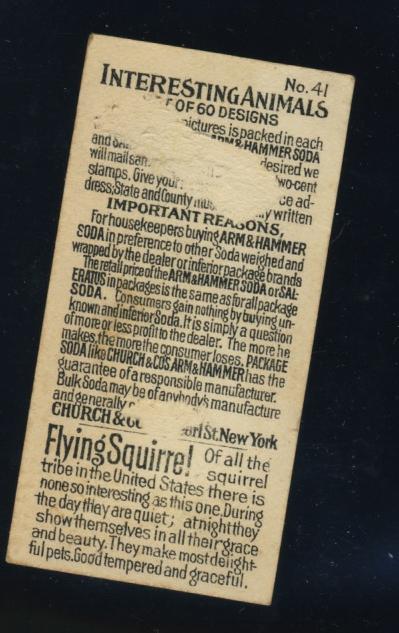 No. 41
INTERESTING ANIMALS
OF 60 DESIGNS
pictures is packed in each
ARM & HAMMER SODA
and desired we
will mail two cent
stamps. Give your ad-
dress; State and County written
IMPORTANT REASONS,
For housekeepers buying ARM & HAMMER
SODA in preference to other Soda weighed and
wrapped by the dealer or inferior package brands
The retail price of the ARM & HAMMER SODA or SAL-
ERATUS in packages is the same as for all package
SODA. Consumers gain nothing by buying un-
known and inferior Soda. It is simply a question
of more or less profit to the dealer. The more he
makes, the more the consumer loses. PACKAGE
SODA like CHURCH & CO'S ARM & HAMMER has the
guarantee of a responsible manufacturer.
Bulk Soda may be of anybody's manufacture
and generally
CHURCH & St. New York
Flying Squirrel Of all the
squirrel
tribe in the United States there is
none so interesting as this one. During
the day they are quiet; at night they
show themselves in all their grace
and beauty. They make most delight-
ful pets. Good tempered and graceful.